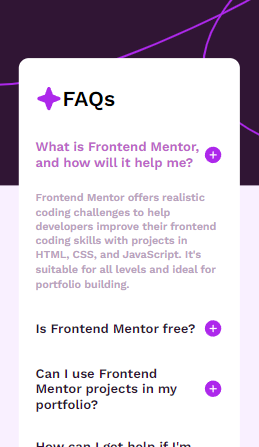 FAQs
What is Frontend Mentor,
and how will it help me?
Frontend Mentor offers realistic
coding challenges to help
developers improve their frontend
coding skills with projects in
HTML, CSS, and JavaScript. It's
suitable for all levels and ideal for
portfolio building.
Is Frontend Mentor free?
Can I use Frontend
Mentor projects in my
portfolio?
How can I get help if I'm